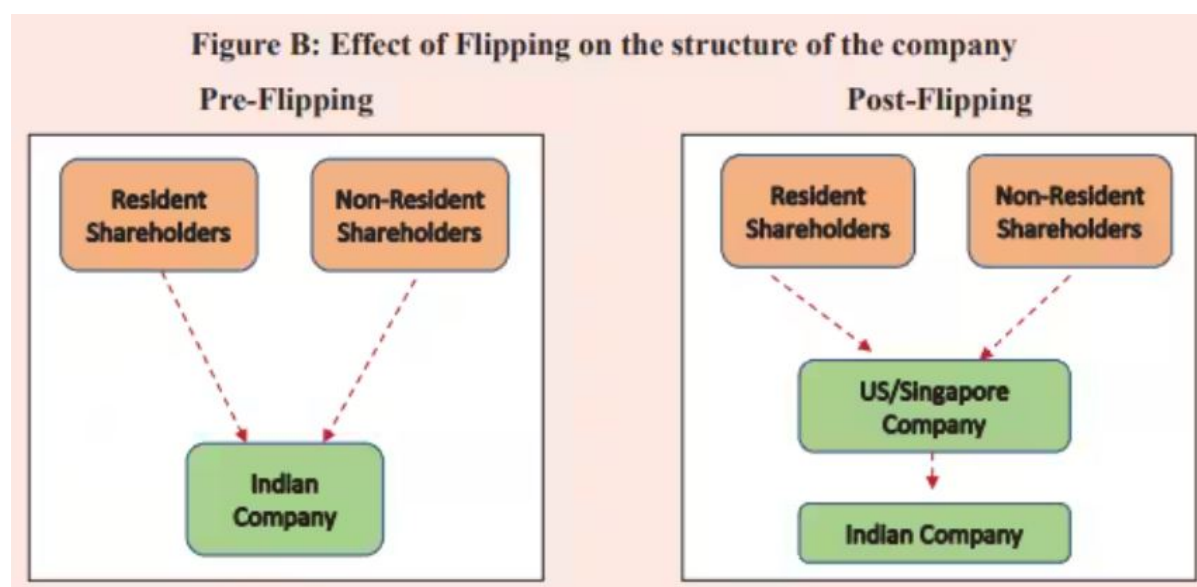 Figure B: Effect of Flipping on the structure of the company
Pre-Flipping
Post-Flipping
Resident
Shareholders
Non-Resident
Shareholders
Indian
Company
Resident
Shareholders
Non-Resident
Shareholders
US/Singapore
Company
Indian Company